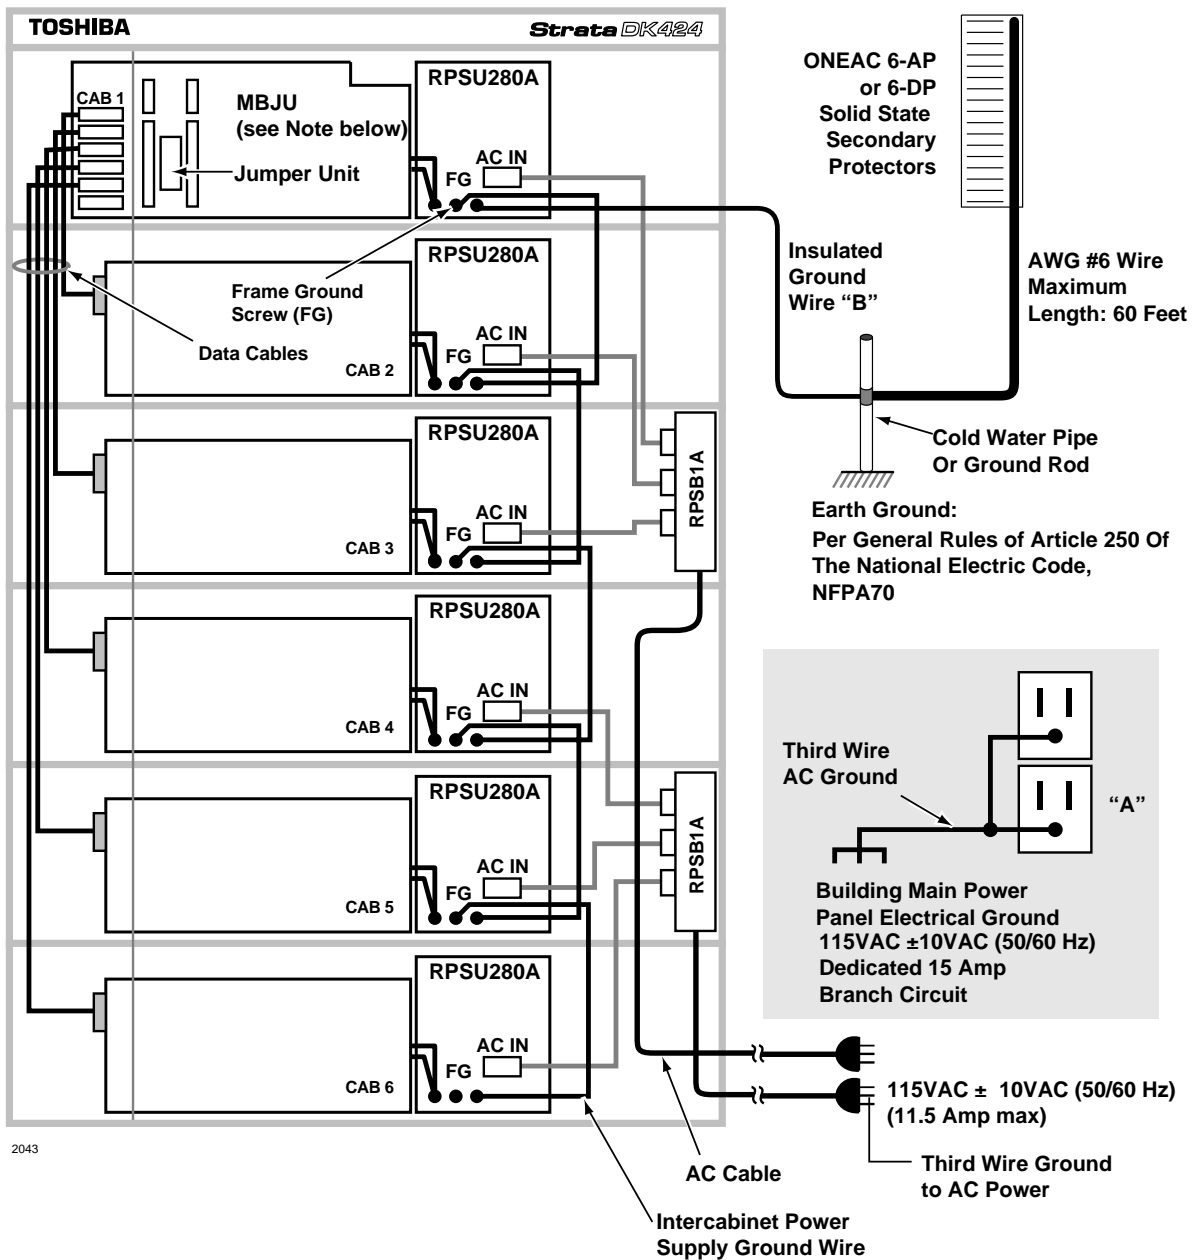 TOSHIBA
Strata DK424
CAB 1
MBJU
(see Note below)
Jumper Unit
RPSU280A
AC IN
FG
ONEAC 6-AP
or 6-DP
Solid State
Secondary
Protectors
RPSU280A
Frame Ground
Screw (FG)
Data Cables
CAB 2
AC IN
FG
Insulated
Ground
Wire “B”
AWG #6 Wire
Maximum
Length: 60 Feet
RPSU280A
CAB 3
AC IN
FG
RPSB1A
Cold Water Pipe
Or Ground Rod
Earth Ground:
Per General Rules of Article 250 Of
The National Electric Code,
NFPA70
RPSU280A
CAB 4
AC IN
FG
Third Wire
AC Ground
“A”
RPSU280A
CAB 5
AC IN
FG
RPSB1A
Building Main Power
Panel Electrical Ground
115VAC ±10VAC (50/60 Hz)
Dedicated 15 Amp
Branch Circuit
RPSU280A
CAB 6
AC IN
FG
115VAC ± 10VAC (50/60 Hz)
(11.5 Amp max)
2043
AC Cable
Third Wire Ground
to AC Power
Intercabinet Power
Supply Ground Wire